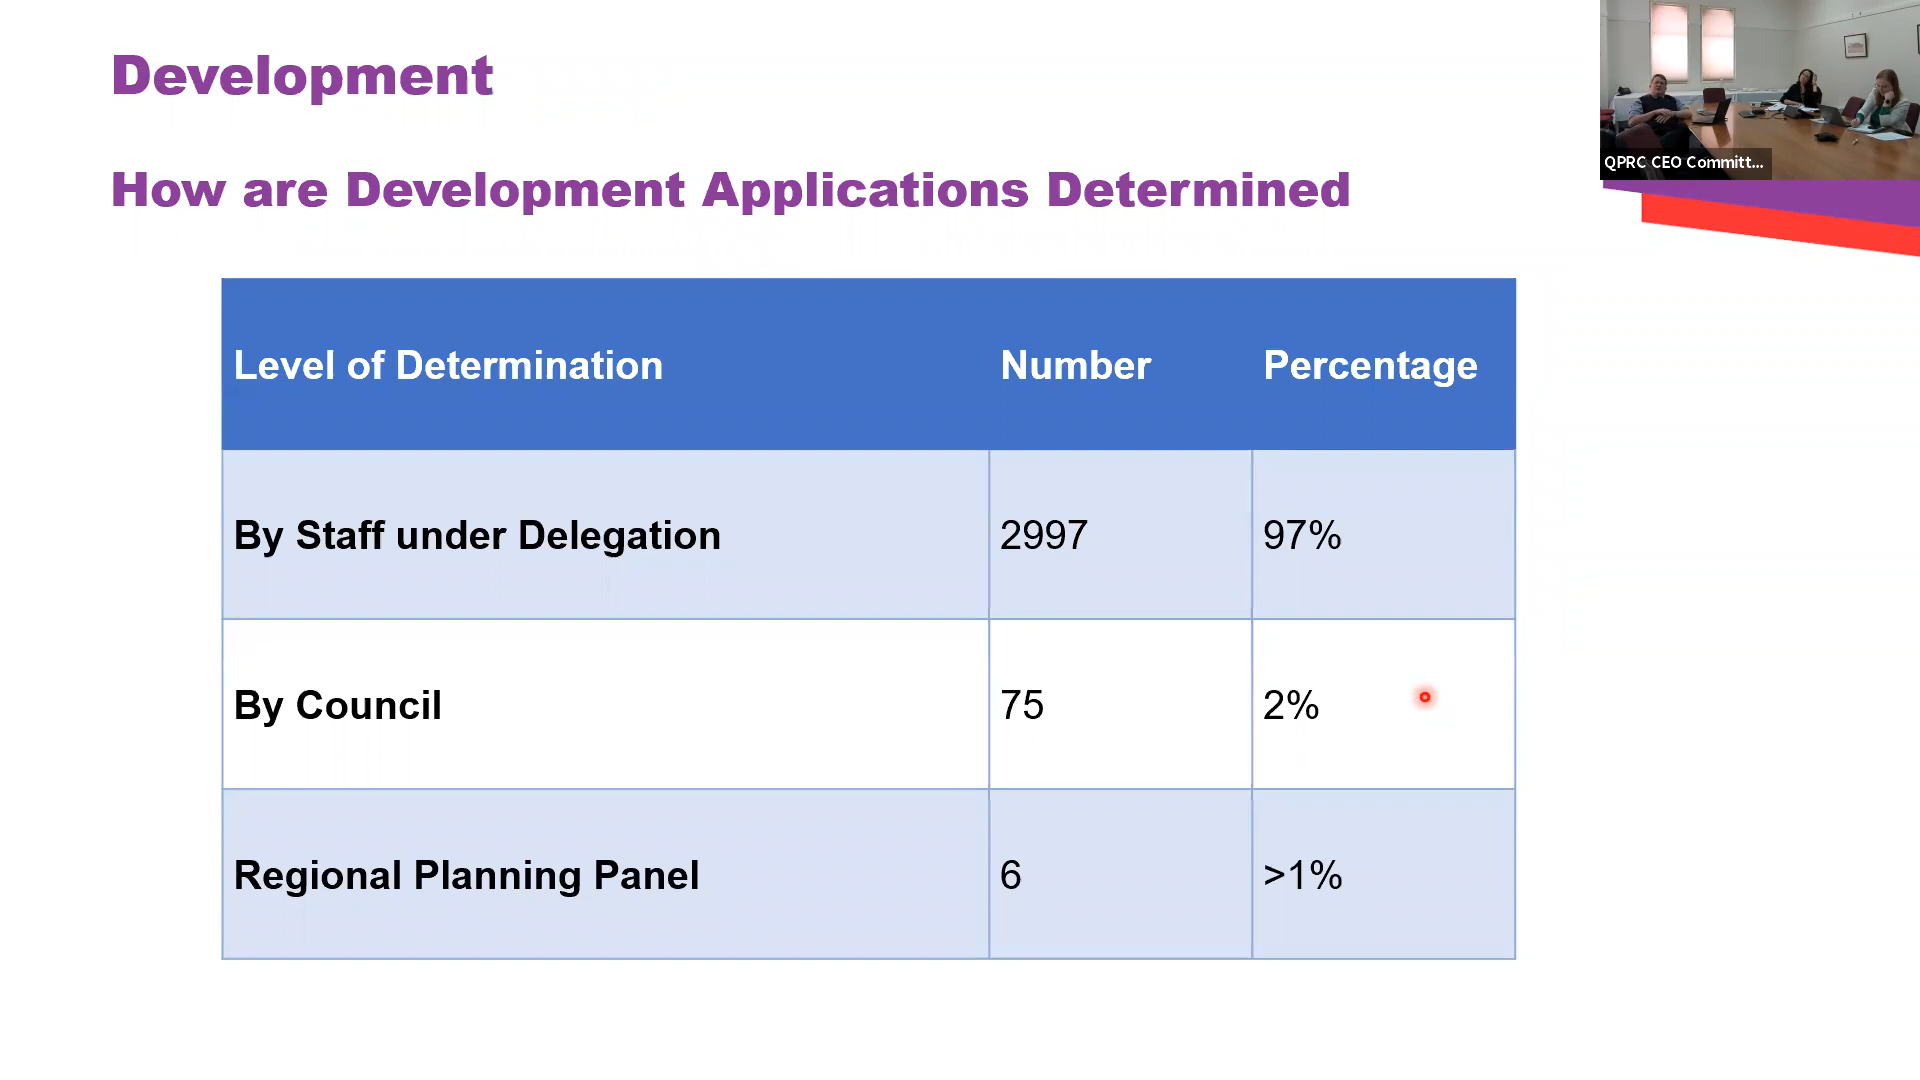 Development
QPRC CEO Committ...
How are Development Applications Determined
Level of Determination Number Percentage
By Staff under Delegation 2997 97%
By Council 75 2%
Regional Planning Panel 6 >1%